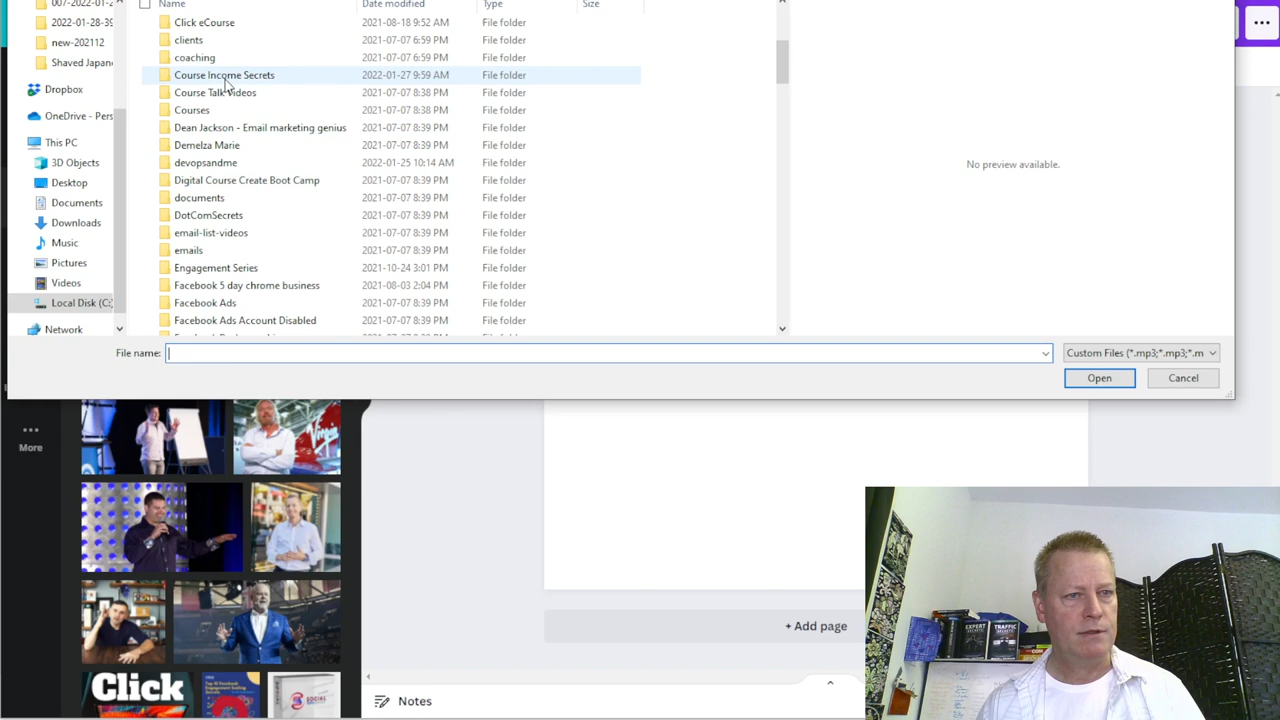 007-2022-01-2
2022-01-28-39
new-202112
Shaved Japan
Dropbox
OneDrive - Pers
This PC
3D Objects
Desktop
Documents
Downloads
Music
Pictures
Videos
Local Disk (C:)
Network
Name Date modified Type Size
Click eCourse 2021-08-18 9:52 AM File folder
clients 2021-07-07 6:59 PM File folder
coaching 2021-07-07 6:59 PM File folder
Course Income Secrets 2022-01-27 9:59 AM File folder
Course Talk Videos 2021-07-07 8:38 PM File folder
Courses 2021-07-07 8:38 PM File folder
Dean Jackson - Email marketing genius 2021-07-07 8:39 PM File folder
Demelza Marie 2021-07-07 8:39 PM File folder
devopsandme 2022-01-25 10:14 AM File folder
Digital Course Create Boot Camp 2021-07-07 8:39 PM File folder
documents 2021-07-07 8:39 PM File folder
DotComSecrets 2021-07-07 8:39 PM File folder
email-list-videos 2021-07-07 8:39 PM File folder
emails 2021-07-07 8:39 PM File folder
Engagement Series 2021-10-24 3:01 PM File folder
Facebook 5 day chrome business 2021-08-03 2:04 PM File folder
Facebook Ads 2021-07-07 8:39 PM File folder
Facebook Ads Account Disabled 2021-07-07 8:39 PM File folder
No preview available.
File name: Custom Files (*.mp3;*.mp3;*.m
Open Cancel
More
Virgin
Click
SOCIAL
+ Add page
Notes
EXPERT
SECRETS
TRAFFIC
SECRETS